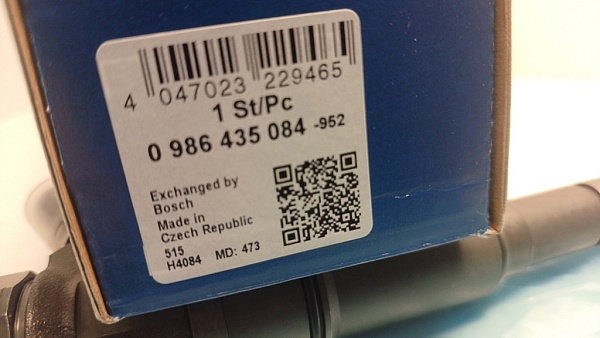 4 047023 229465
1 St/Pc
0 986 435 084 -952
Exchanged by
Bosch
Made in
Czech Republic
515
H4084 MD: 473